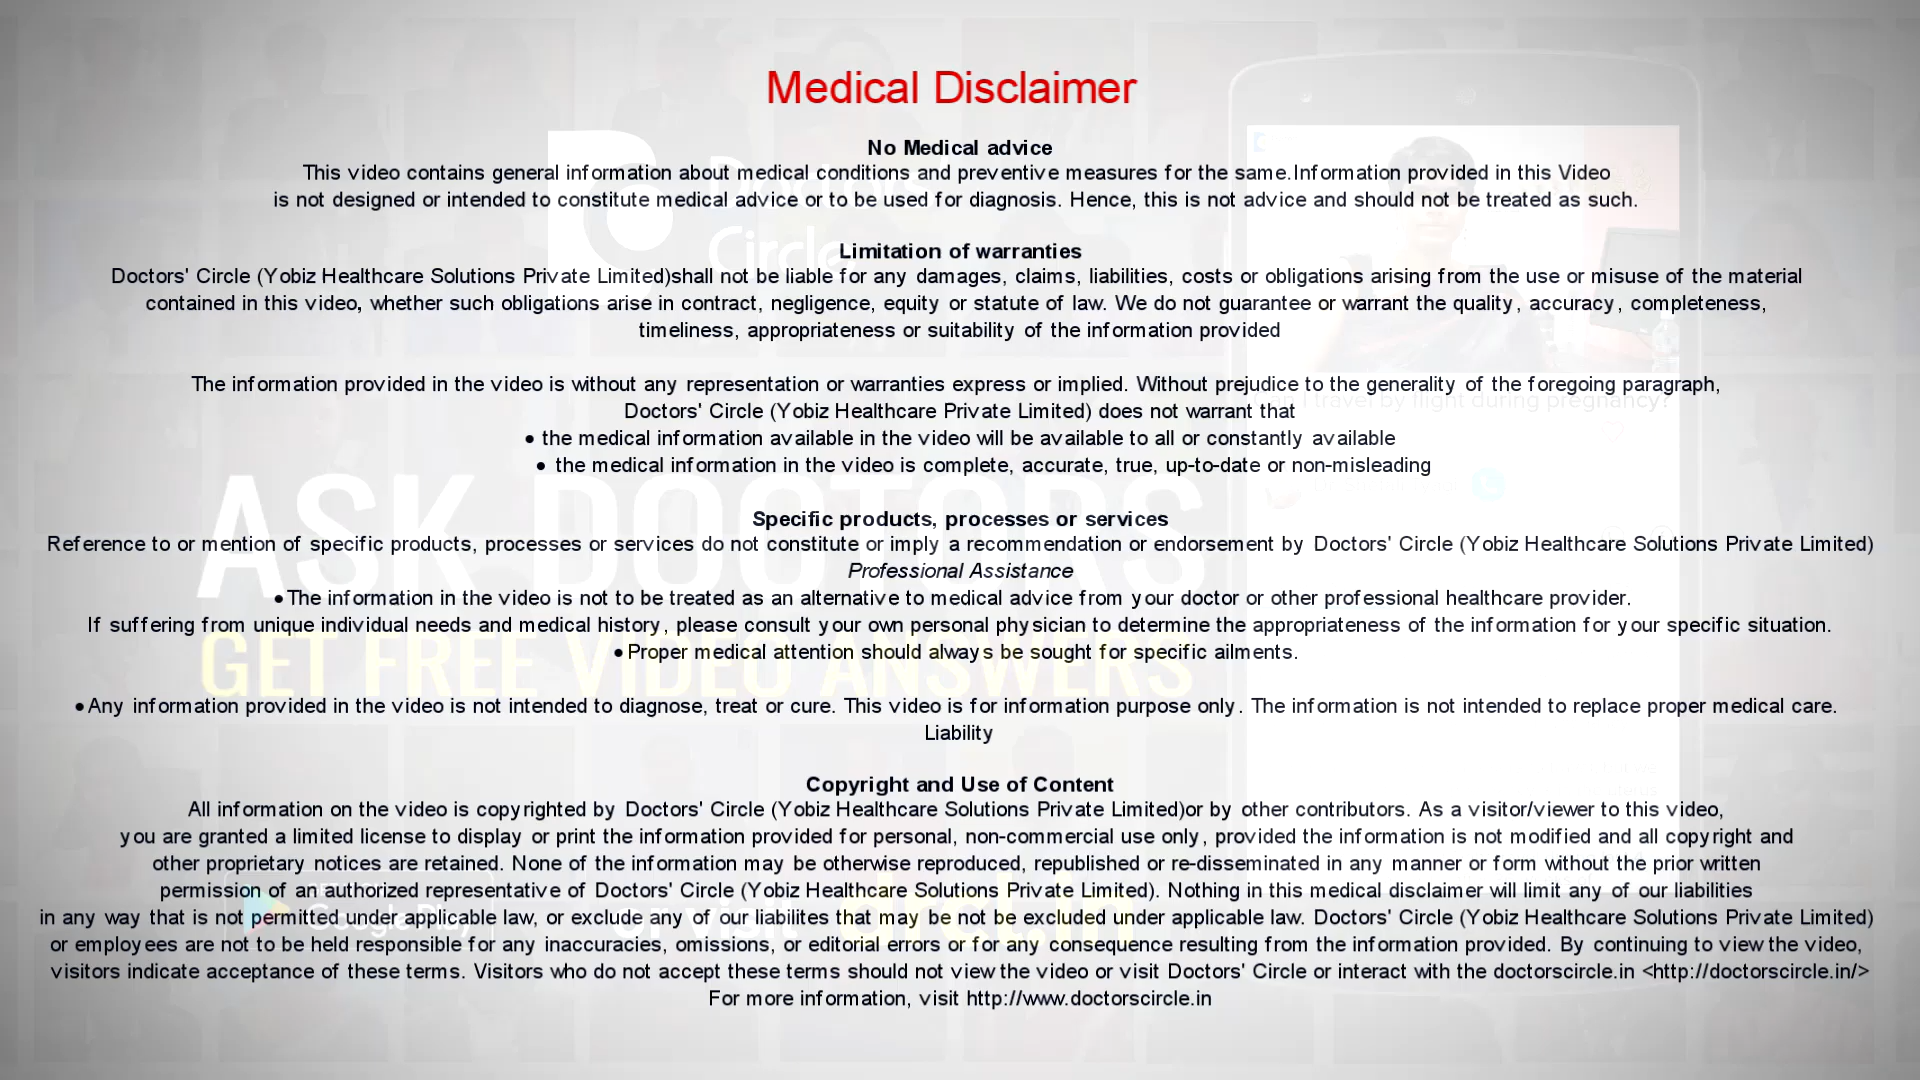 Medical Disclaimer
No Medical advice
This video contains general information about medical conditions and preventive measures for the same.Information provided in this Video
is not designed or intended to constitute medical advice or to be used for diagnosis. Hence, this is not advice and should not be treated as such.
Doctors
Circle
Limitation of warranties
Doctors' Circle (Yobiz Healthcare Solutions Private Limited)shall not be liable for any damages, claims, liabilities, costs or obligations arising from the use or misuse of the material
contained in this video, whether such obligations arise in contract, negligence, equity or statute of law. We do not guarantee or warrant the quality, accuracy, completeness,
timeliness, appropriateness or suitability of the information provided
The information provided in the video is without any representation or warranties express or implied. Without prejudice to the generality of the foregoing paragraph,
Can I travel by flight during pregnancy?
Doctors' Circle (Yobiz Healthcare Private Limited) does not warrant that
• the medical information available in the video will be available to all or constantly available
• the medical information in the video is complete, accurate, true, up-to-date or non-misleading
ASK DOCTORS
Specific products, processes or services
Reference to or mention of specific products, processes or services do not constitute or imply a recommendation or endorsement by Doctors' Circle (Yobiz Healthcare Solutions Private Limited)
Professional Assistance
•The information in the video is not to be treated as an alternative to medical advice from your doctor or other professional healthcare provider.
If suffering from unique individual needs and medical history, please consult your own personal physician to determine the appropriateness of the information for your specific situation.
GET FREE VIDEO ANSWERS
•Proper medical attention should always be sought for specific ailments.
•Any information provided in the video is not intended to diagnose, treat or cure. This video is for information purpose only. The information is not intended to replace proper medical care.
Liability
Copyright and Use of Content
All information on the video is copyrighted by Doctors' Circle (Yobiz Healthcare Solutions Private Limited)or by other contributors. As a visitor/viewer to this video,
you are granted a limited license to display or print the information provided for personal, non-commercial use only, provided the information is not modified and all copyright and
other proprietary notices are retained. None of the information may be otherwise reproduced, republished or re-disseminated in any manner or form without the prior written
permission of an authorized representative of Doctors' Circle (Yobiz Healthcare Solutions Private Limited). Nothing in this medical disclaimer will limit any of our liabilities
in any way that is not permitted under applicable law, or exclude any of our liabilites that may be not be excluded under applicable law. Doctors' Circle (Yobiz Healthcare Solutions Private Limited)
Google Play or visit drcl.in
or employees are not to be held responsible for any inaccuracies, omissions, or editorial errors or for any consequence resulting from the information provided. By continuing to view the video,
visitors indicate acceptance of these terms. Visitors who do not accept these terms should not view the video or visit Doctors' Circle or interact with the doctorscircle.in <http://doctorscircle.in/>
For more information, visit http://www.doctorscircle.in